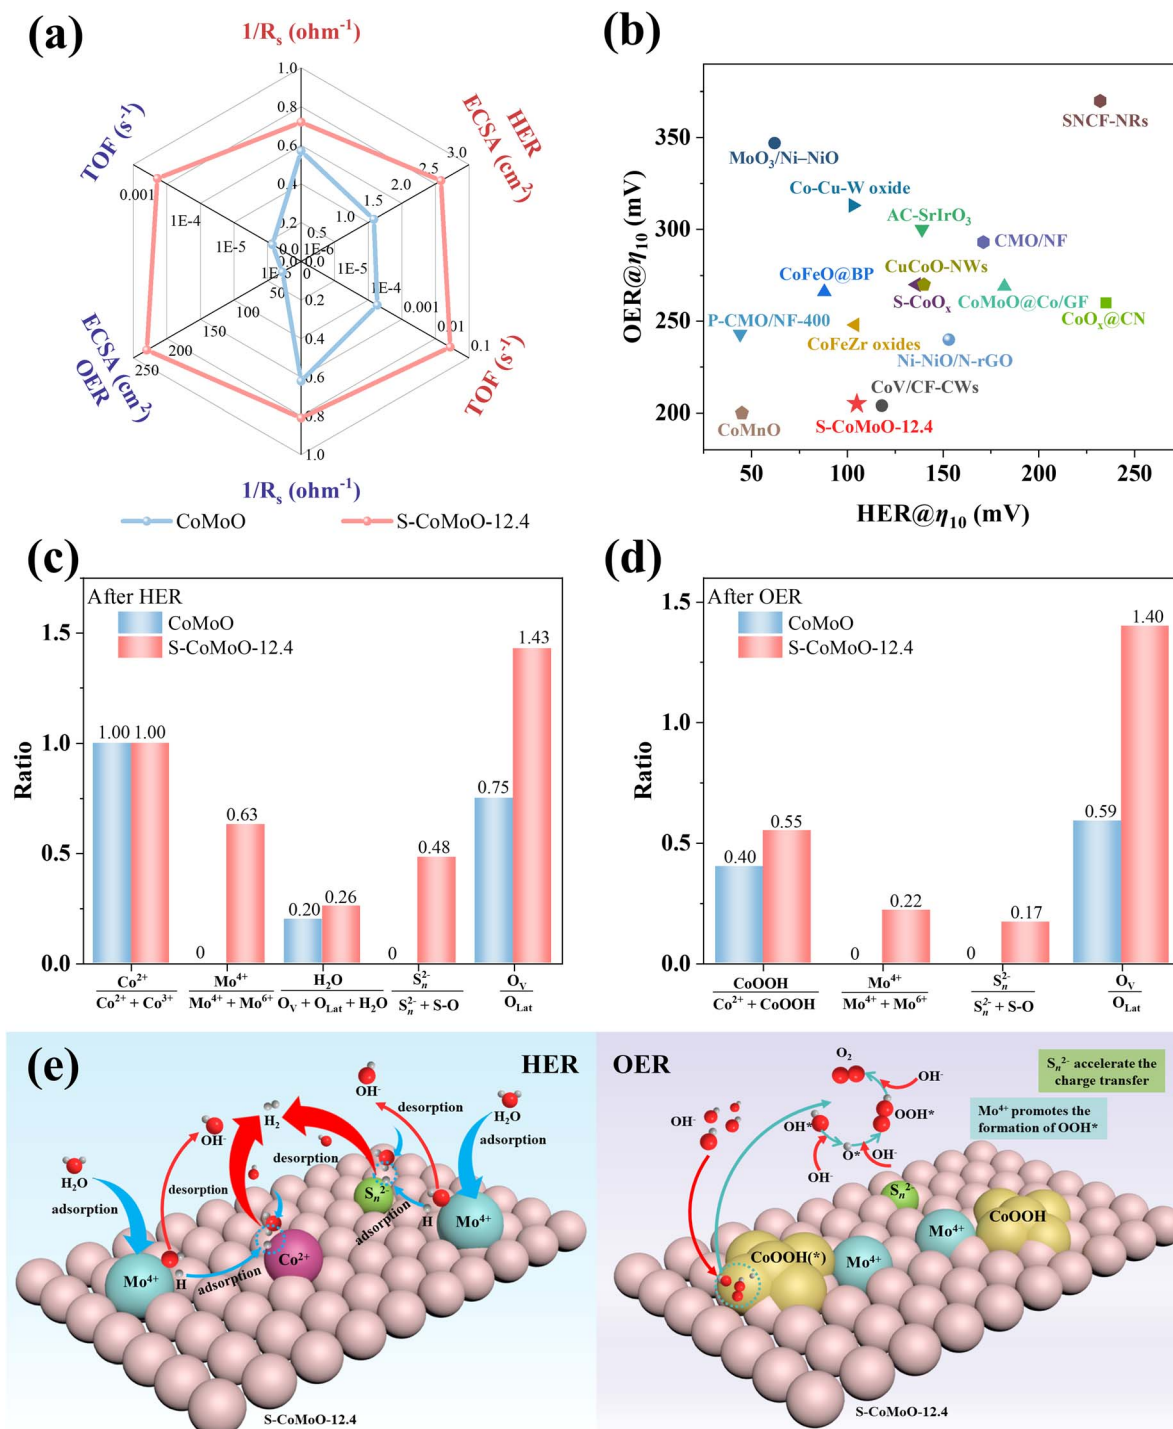 (a)
1/Rs (ohm-1)
HER
ECSA (cm2)
TOF (s-1)
1.0
0.8
0.6
0.4
0.2
0.0
3.0
2.5
2.0
1.5
1.0
0.001
1E-4
1E-5
1E-6
0.0
1E-6
1E-5
1E-4
0.001
0.01
0.1
50
100
150
200
250
0.2
0.4
0.6
0.8
1.0
ECSA (cm2)
OER
TOF (s-1)
1/Rs (ohm-1)
CoMoO
S-CoMoO-12.4
(b)
OER@η10 (mV)
350
300
250
200
SNCF-NRs
MoO3/Ni–NiO
Co-Cu-W oxide
AC-SrIrO3
CMO/NF
CoFeO@BP
CuCoO-NWs
S-CoOx
CoMoO@Co/GF
CoOx@CN
P-CMO/NF-400
CoFeZr oxides
Ni-NiO/N-rGO
CoV/CF-CWs
CoMnO
S-CoMoO-12.4
50
100
150
200
250
HER@η10 (mV)
(c)
After HER
CoMoO
S-CoMoO-12.4
Ratio
1.5
1.0
0.5
0.0
1.00
1.00
0
0.63
0.20
0.26
0
0.48
0.75
1.43
Co2+
Co2+ + Co3+
Mo4+
Mo4+ + Mo6+
H2O
OV + OLat + H2O
Sn2-
Sn2- + S-O
OV
OLat
(d)
After OER
CoMoO
S-CoMoO-12.4
Ratio
1.5
1.0
0.5
0.0
0.40
0.55
0
0.22
0
0.17
0.59
1.40
CoOOH
Co2+ + CoOOH
Mo4+
Mo4+ + Mo6+
Sn2-
Sn2- + S-O
OV
OLat
(e)
HER
OH-
desorption
H2O
adsorption
H2
OH-
desorption
H2O
adsorption
desorption
Sn2-
H
Mo4+
adsorption
Co2+
Mo4+
H
adsorption
S-CoMoO-12.4
OER
O2
Sn2- accelerate the
charge transfer
OH-
Mo4+ promotes the
formation of OOH*
OH-
OH*
OOH*
O*
OH-
OH-
Sn2-
CoOOH
Mo4+
CoOOH(*)
Mo4+
S-CoMoO-12.4